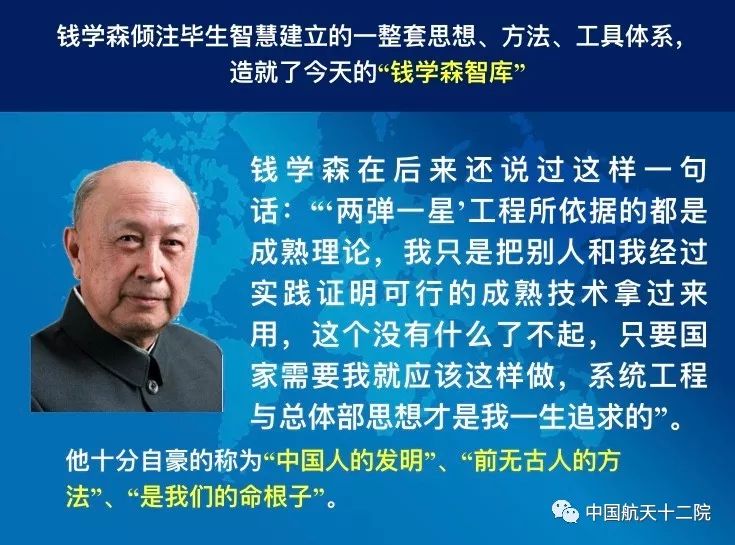 钱学森倾注毕生智慧建立的一整套思想、方法、工具体系，
造就了今天的“钱学森智库”
钱学森在后来还说过这样一句
话：“‘两弹一星’工程所依据的都是
成熟理论，我只是把别人和我经过
实践证明可行的成熟技术拿过来
用，这个没有什么了不起，只要国
家需要我就应该这样做，系统工程
与总体部思想才是我一生追求的”。
他十分自豪的称为“中国人的发明”、“前无古人的方
法”、“是我们的命根子”。
中国航天十二院